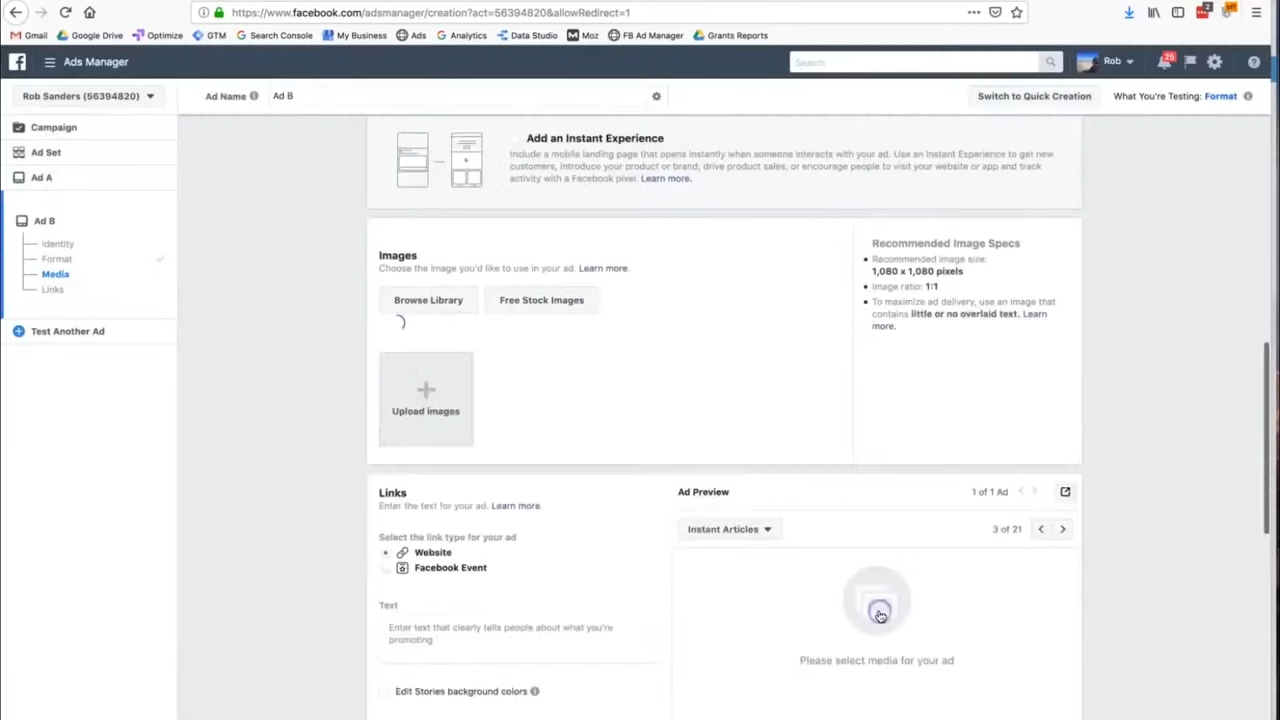 https://www.facebook.com/adsmanager/creation?act=56394820&allowRedirect=1
Gmail Google Drive Optimize GTM Search Console My Business Ads Analytics Data Studio Moz FB Ad Manager Grants Reports
Ads Manager Search Rob 25
Rob Sanders (56394820) Ad Name Ad B Switch to Quick Creation What You're Testing: Format
Campaign
Ad Set
Ad A
Ad B
Identity
Format
Media
Links
Test Another Ad
Add an Instant Experience
Include a mobile landing page that opens instantly when someone interacts with your ad. Use an Instant Experience to get new
customers, introduce your product or brand, drive product sales, or encourage people to visit your website or app and track
activity with a Facebook pixel. Learn more.
Images
Choose the image you'd like to use in your ad. Learn more.
Browse Library Free Stock Images
Upload images
Recommended Image Specs
Recommended image size:
1,080 x 1,080 pixels
Image ratio: 1:1
To maximize ad delivery, use an image that
contains little or no overlaid text. Learn
more.
Links
Enter the text for your ad. Learn more.
Select the link type for your ad
Website
Facebook Event
Text
Enter text that clearly tells people about what you're
promoting
Edit Stories background colors
Ad Preview 1 of 1 Ad
Instant Articles 3 of 21
Please select media for your ad